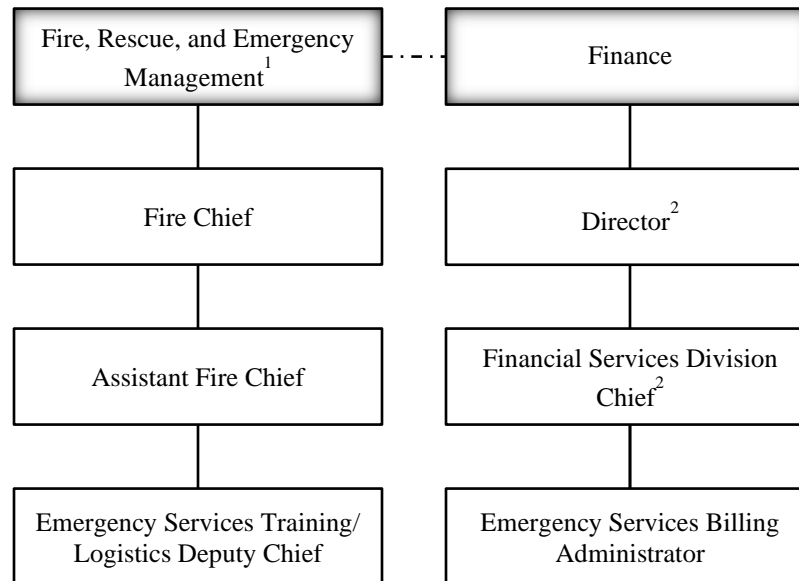 Fire, Rescue, and Emergency
Management1
Finance
Fire Chief
Director2
Assistant Fire Chief
Financial Services Division
Chief2
Emergency Services Training/
Logistics Deputy Chief
Emergency Services Billing
Administrator